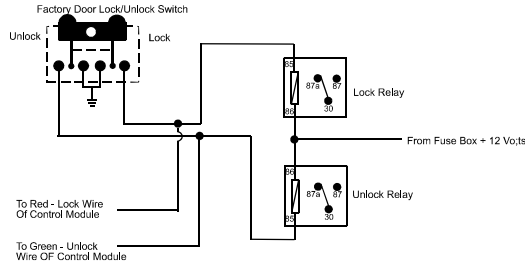 Factory Door Lock/Unlock Switch
Unlock
Lock
85
87a 87
30
86
Lock Relay
From Fuse Box + 12 Vo;ts
86
87a 87
30
85
Unlock Relay
To Red - Lock Wire
Of Control Module
To Green - Unlock
Wire OF Control Module